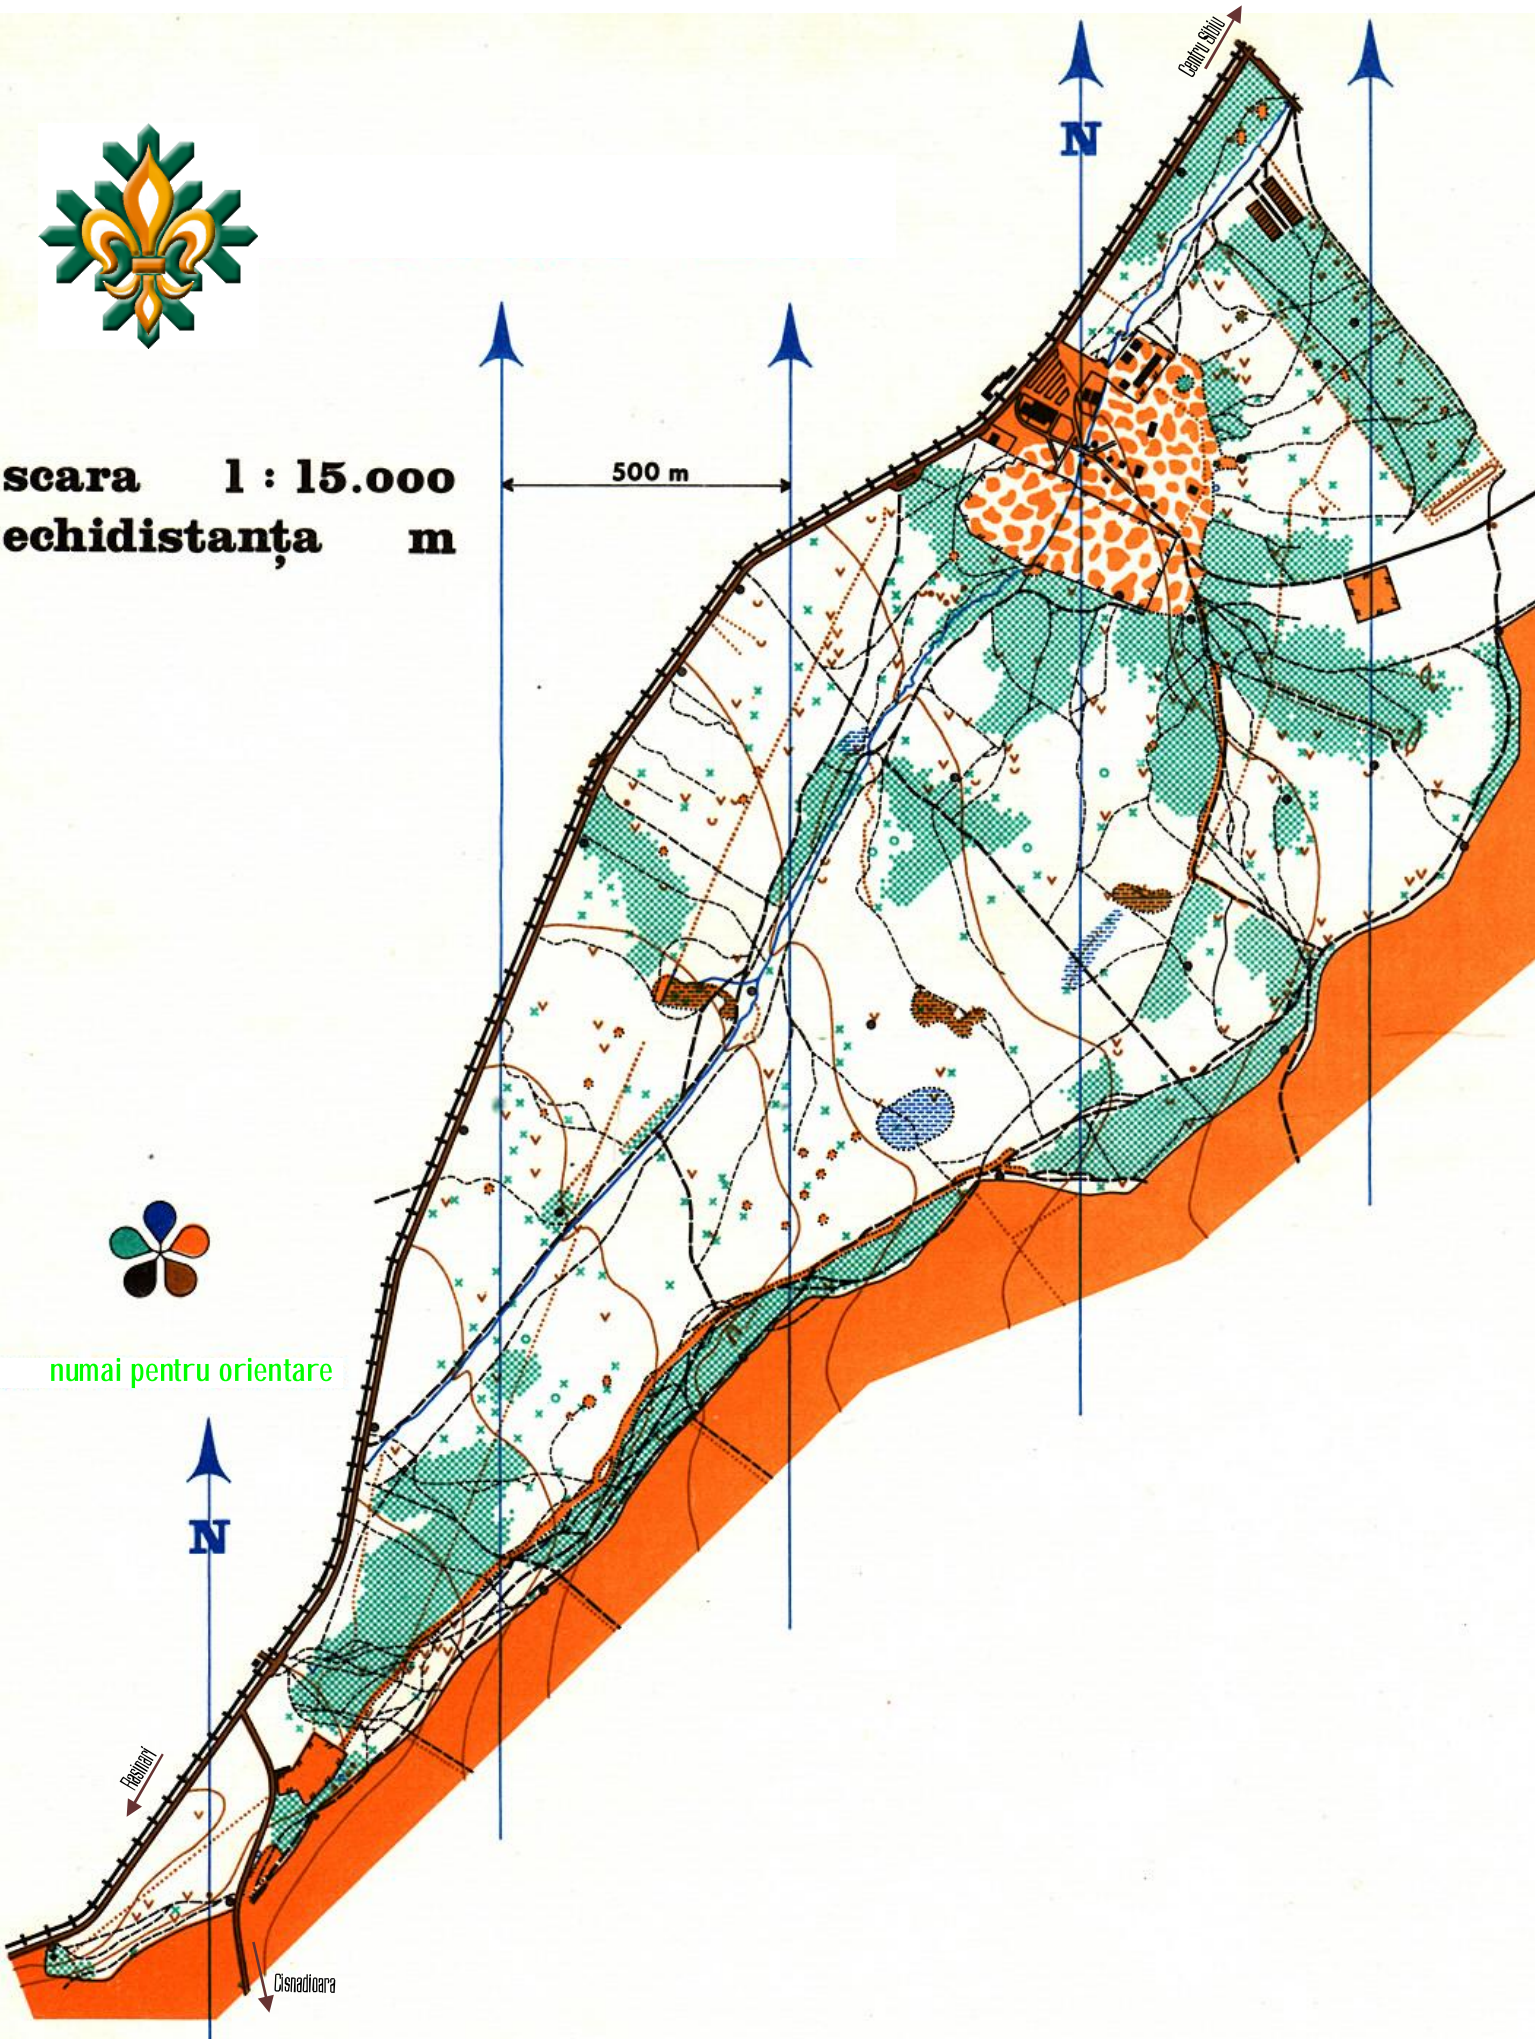 Centru Sibiu
N
scara 1 : 15.000
500 m
echidistanța m
numai pentru orientare
N
Rasinari
Cisnadioara